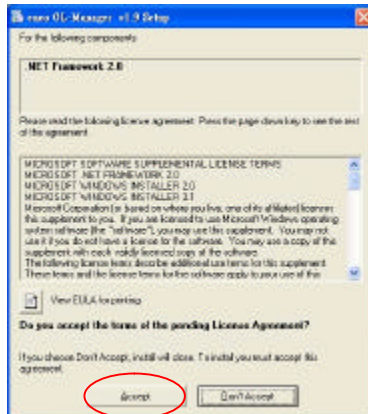 euro OL-Manager v1.9 Setup
For the following components
.NET Framework 2.0
Please read the following license agreement. Press the page down key to see the rest
of the agreement.
MICROSOFT SOFTWARE SUPPLEMENTAL LICENSE TERMS
MICROSOFT .NET FRAMEWORK 2.0
MICROSOFT WINDOWS INSTALLER 2.0
MICROSOFT WINDOWS INSTALLER 3.1
Microsoft Corporation (or based on where you live, one of its affiliates) licenses
this supplement to you. If you are licensed to use Microsoft Windows operating
system software (the "software"), you may use this supplement. You may not
use it if you do not have a license for the software. You may use a copy of this
supplement with each validly licensed copy of the software.
The following license terms describe additional use terms for this supplement.
These terms and the license terms for the software apply to your use of this
View EULA for printing
Do you accept the terms of the pending License Agreement?
If you choose Don't Accept, install will close. To install you must accept this
agreement.
Accept
Don't Accept